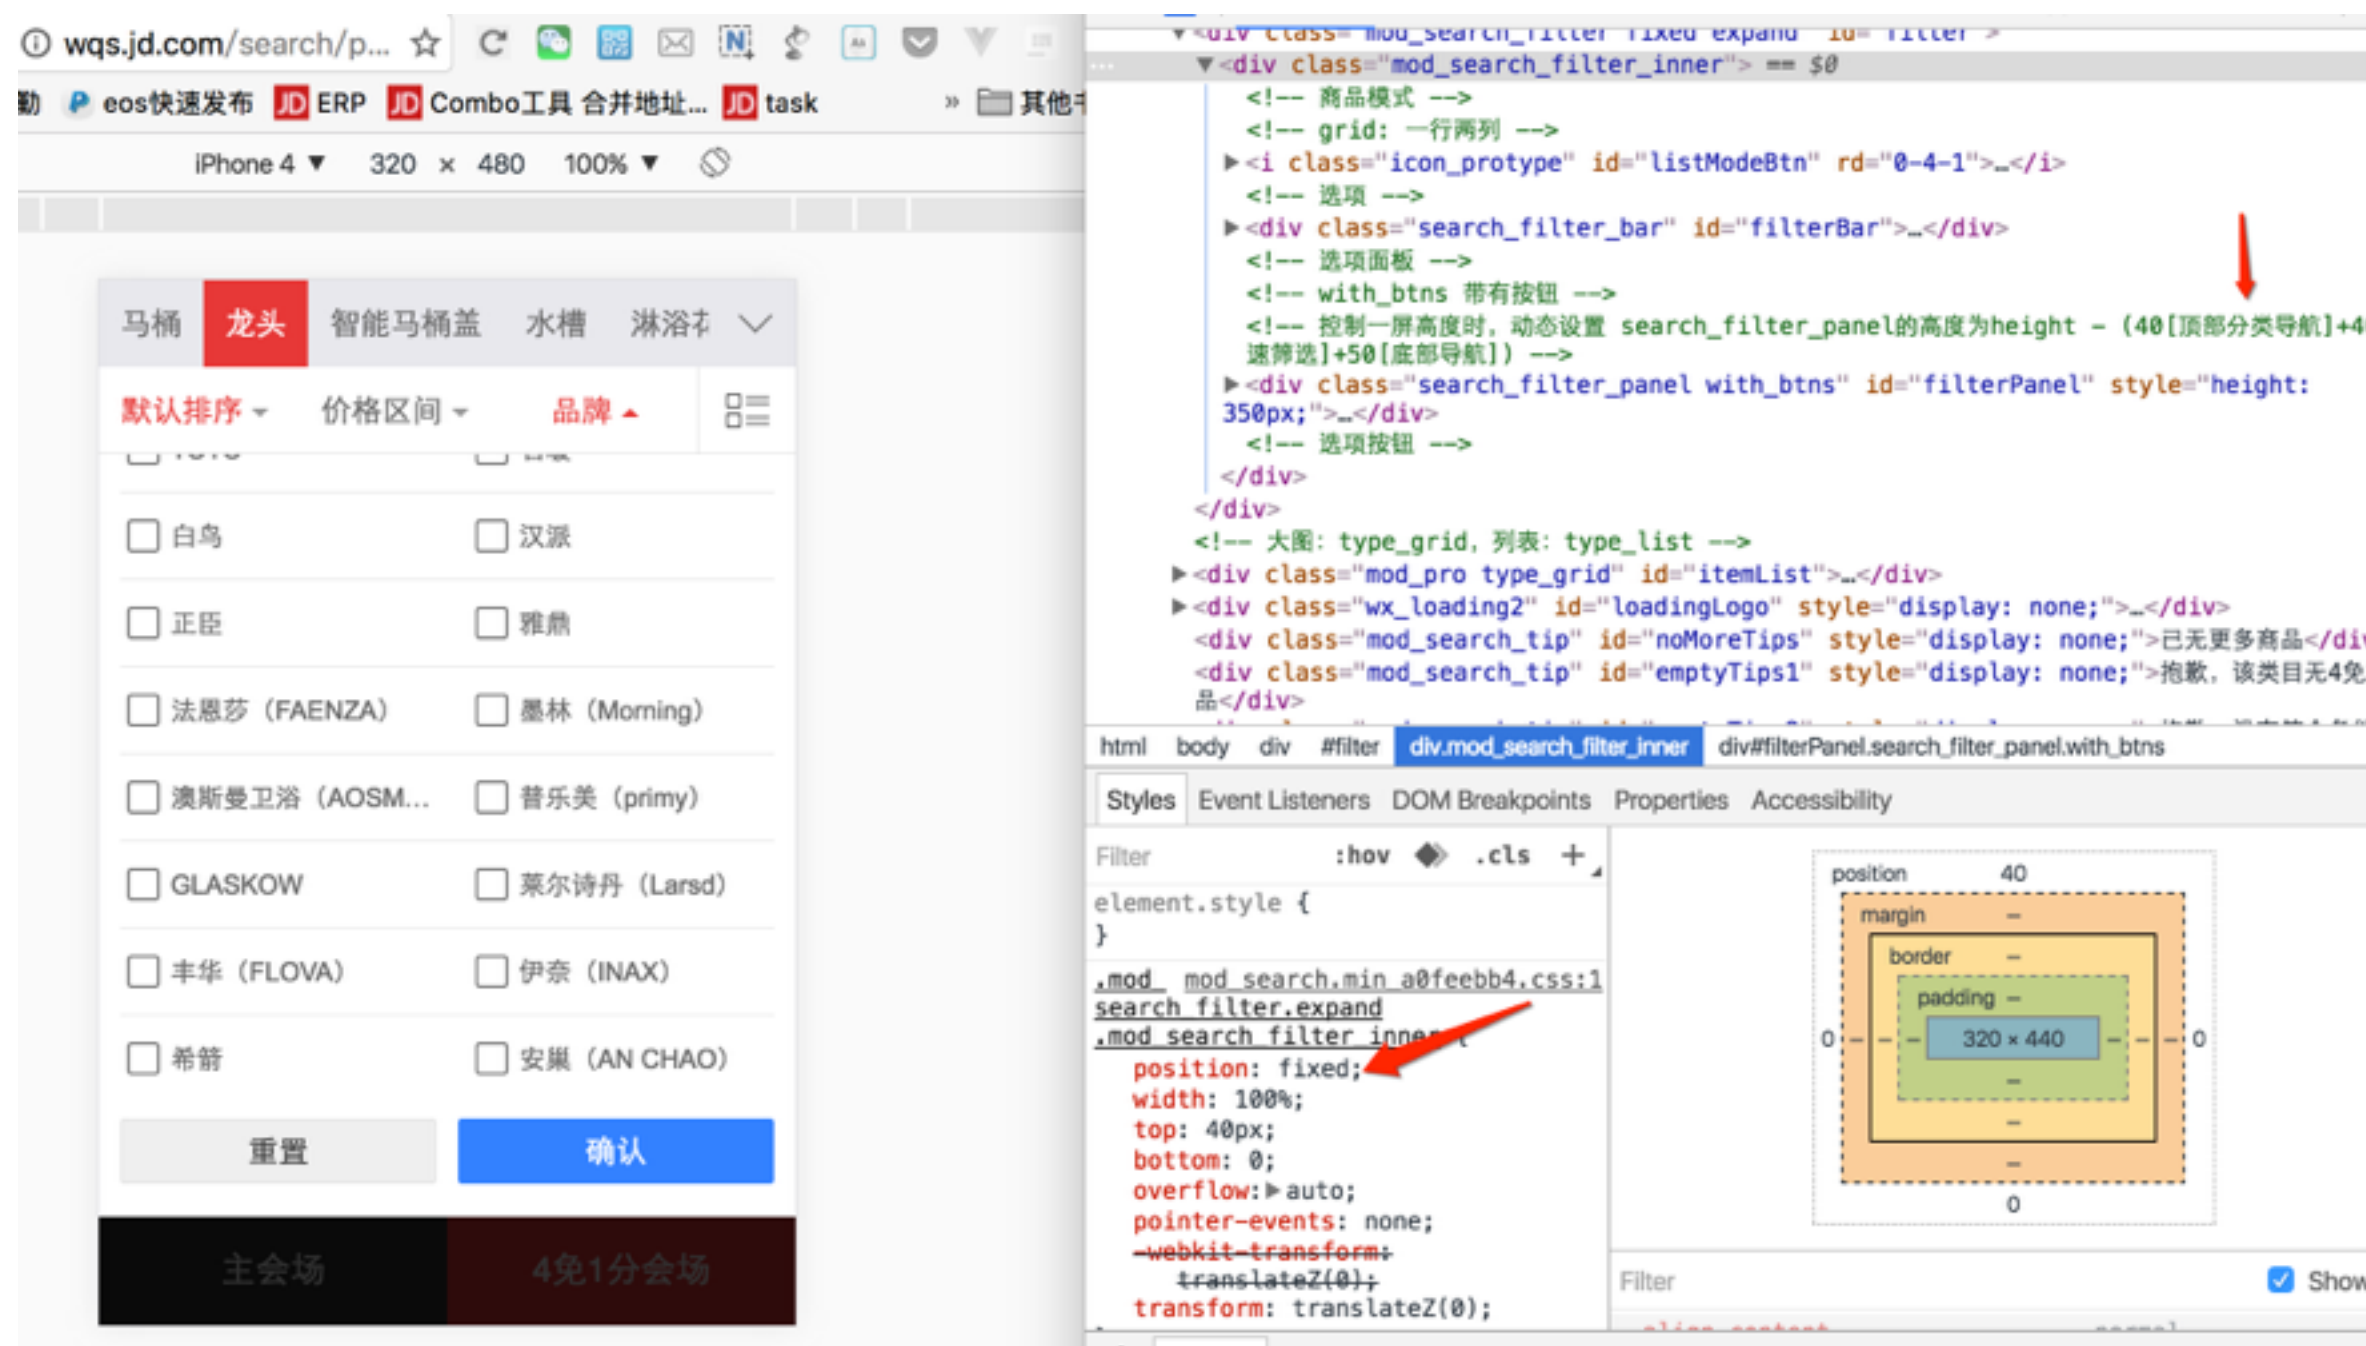 wqs.jd.com/search/p...
勤 eos快速发布 JD ERP JD Combo工具 合并地址... JD task » 其他
iPhone 4 ▼ 320 × 480 100% ▼
马桶 龙头 智能马桶盖 水槽 淋浴花
默认排序 价格区间 品牌
白鸟 汉派
正臣 雅鼎
法恩莎（FAENZA） 墨林（Morning）
澳斯曼卫浴（AOSM... 普乐美（primy）
GLASKOW 莱尔诗丹（Larsd）
丰华（FLOVA） 伊奈（INAX）
希箭 安巢（AN CHAO）
重置 确认
主会场 4免1分会场
▼<div class="mod_search_filter fixed expand" id="filter">
... ▼<div class="mod_search_filter_inner"> == $0
<!-- 商品模式 -->
<!-- grid: 一行两列 -->
▶<i class="icon_protype" id="listModeBtn" rd="0-4-1">…</i>
<!-- 选项 -->
▶<div class="search_filter_bar" id="filterBar">…</div>
<!-- 选项面板 -->
<!-- with_btns 带有按钮 -->
<!-- 控制一屏高度时，动态设置 search_filter_panel的高度为height - (40[顶部分类导航]+4
速筛选]+50[底部导航]) -->
▶<div class="search_filter_panel with_btns" id="filterPanel" style="height:
350px;">…</div>
<!-- 选项按钮 -->
</div>
</div>
<!-- 大图：type_grid，列表：type_list -->
▶<div class="mod_pro type_grid" id="itemList">…</div>
▶<div class="wx_loading2" id="loadingLogo" style="display: none;">…</div>
<div class="mod_search_tip" id="noMoreTips" style="display: none;">已无更多商品</div
<div class="mod_search_tip" id="emptyTips1" style="display: none;">抱歉，该类目无4免
品</div>
html body div #filter div.mod_search_filter_inner div#filterPanel.search_filter_panel.with_btns
Styles Event Listeners DOM Breakpoints Properties Accessibility
Filter :hov .cls +
element.style {
}
.mod_ mod_search.min_a0feebb4.css:1
search_filter.expand
.mod_search_filter_inner {
position: fixed;
width: 100%;
top: 40px;
bottom: 0;
overflow:▶auto;
pointer-events: none;
-webkit-transform:
translateZ(0);
transform: translateZ(0);
position 40
margin –
border –
padding –
0 – – – 320 × 440 – – – 0
–
–
–
0
Filter Show